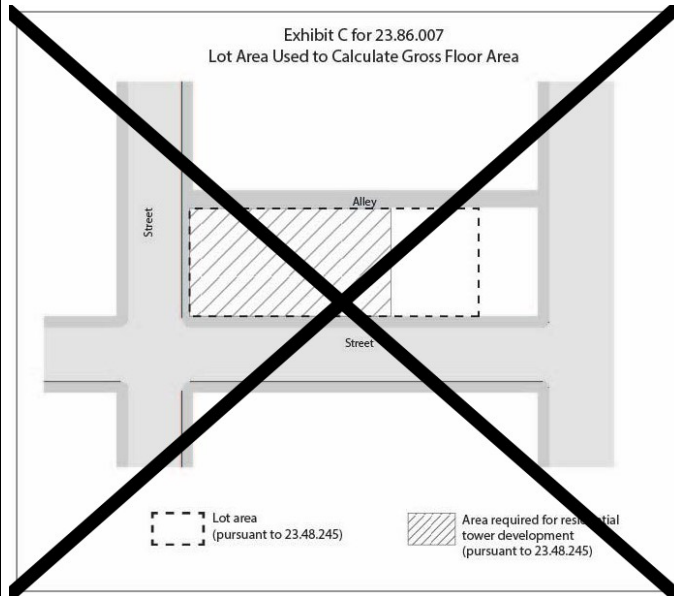 Exhibit C for 23.86.007
Lot Area Used to Calculate Gross Floor Area
Alley
Street
Street
Lot area
(pursuant to 23.48.245)
Area required for residential
tower development
(pursuant to 23.48.245)